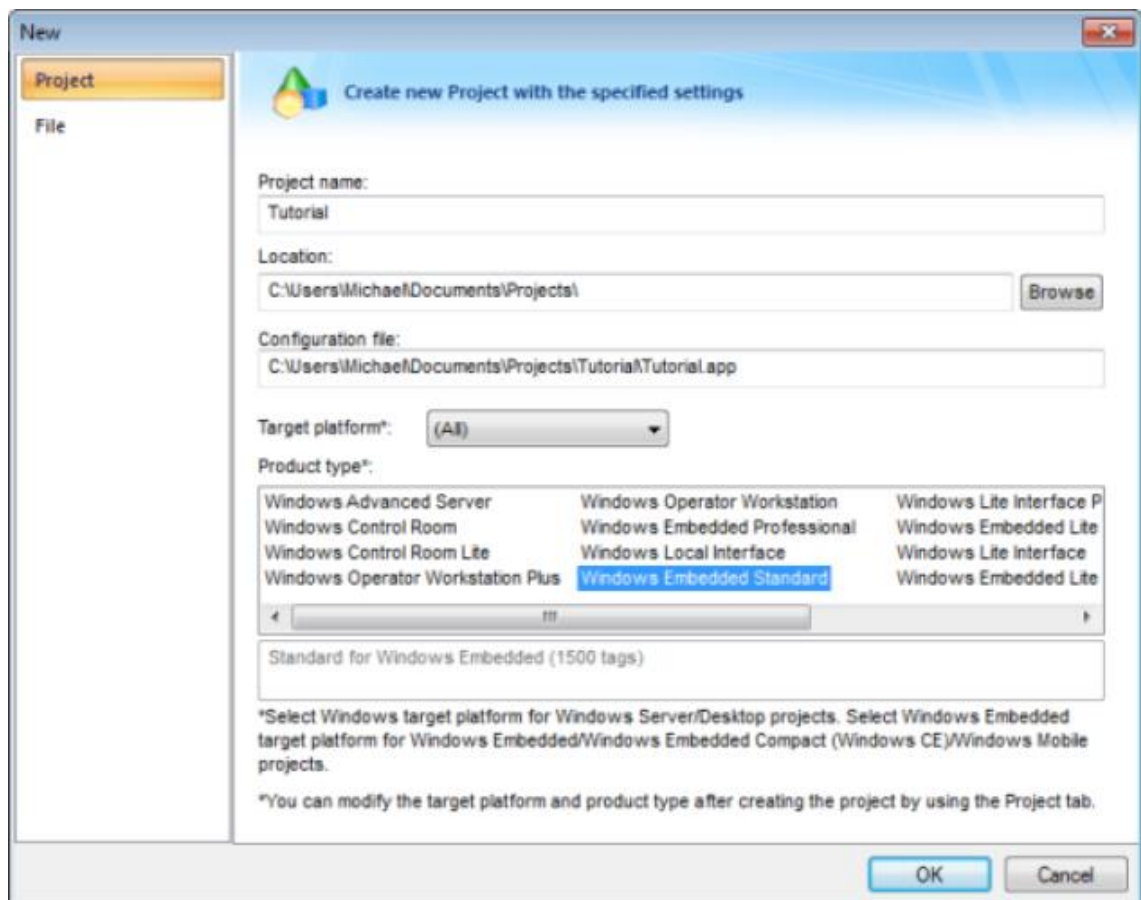 New
Project
File
Create new Project with the specified settings
Project name:
Tutorial
Location:
C:\Users\Michael\Documents\Projects\
Browse
Configuration file:
C:\Users\Michael\Documents\Projects\Tutorial\Tutorial.app
Target platform*:
(All)
Product type*:
Windows Advanced Server Windows Operator Workstation Windows Lite Interface P
Windows Control Room Windows Embedded Professional Windows Embedded Lite
Windows Control Room Lite Windows Local Interface Windows Lite Interface
Windows Operator Workstation Plus Windows Embedded Standard Windows Embedded Lite
Standard for Windows Embedded (1500 tags)
*Select Windows target platform for Windows Server/Desktop projects. Select Windows Embedded
target platform for Windows Embedded/Windows Embedded Compact (Windows CE)/Windows Mobile
projects.
*You can modify the target platform and product type after creating the project by using the Project tab.
OK
Cancel